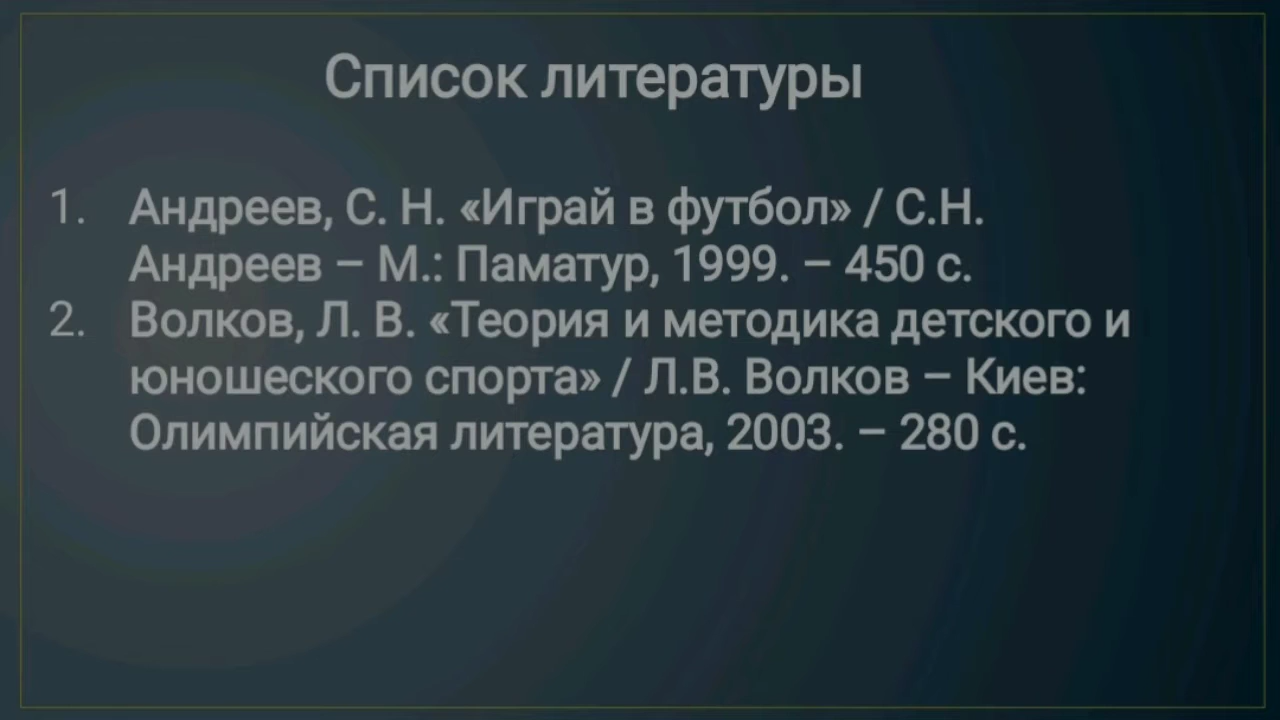 Список литературы
1. Андреев, С. Н. «Играй в футбол» / С.Н.
Андреев – М.: Паматур, 1999. – 450 с.
2. Волков, Л. В. «Теория и методика детского и
юношеского спорта» / Л.В. Волков – Киев:
Олимпийская литература, 2003. – 280 с.